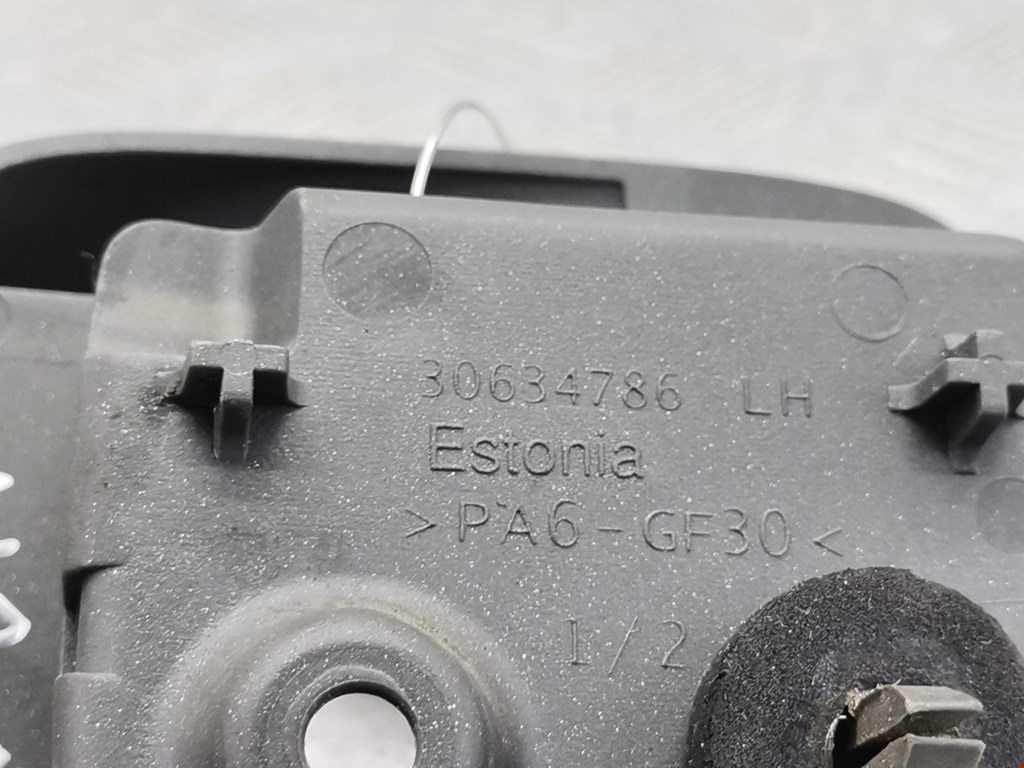 30634786 LH
Estonia
>PA6-GF30<
1/2